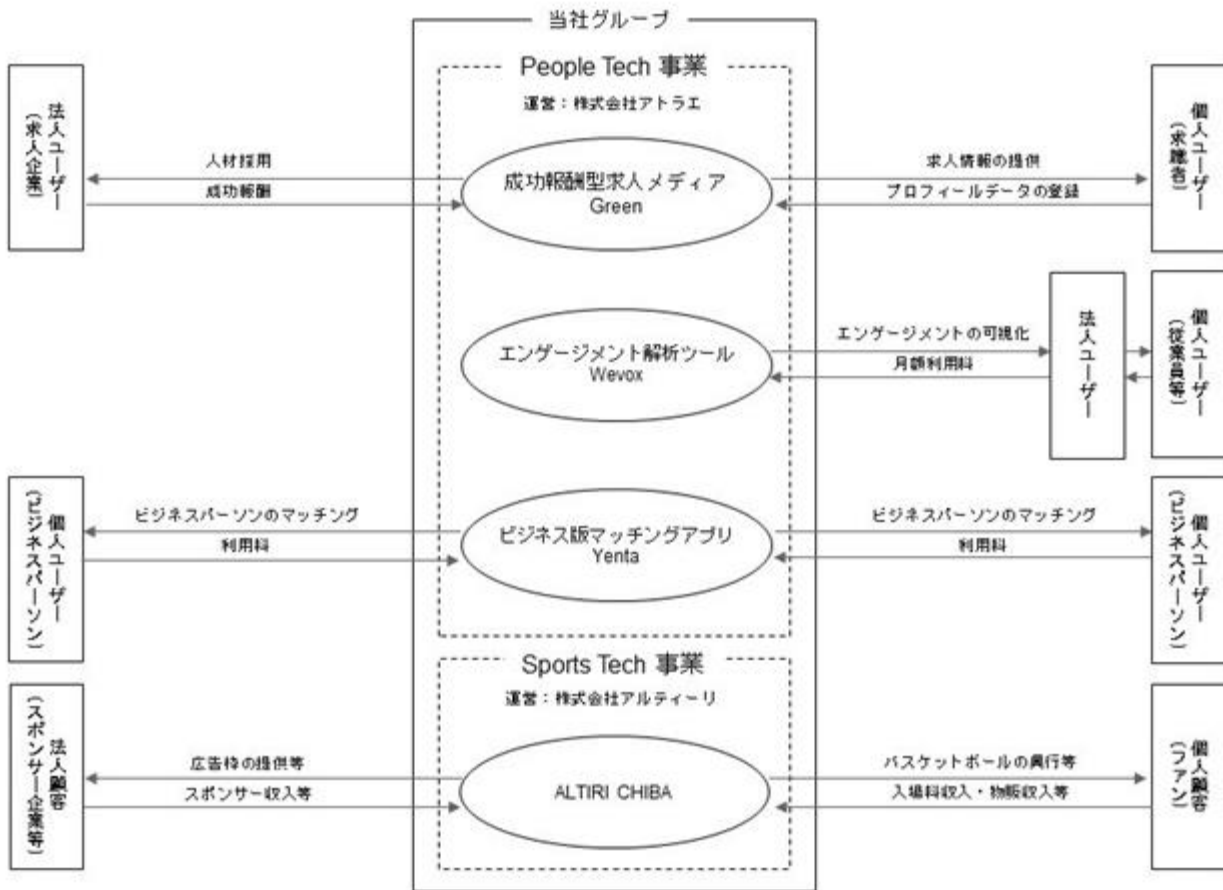 当社グループ
People Tech 事業
運営：株式会社アトラエ
法人ユーザー
(求人企業)
人材採用
成功報酬
成功報酬型求人メディア
Green
求人情報の提供
プロフィールデータの登録
個人ユーザー
(求職者)
エンゲージメント解析ツール
Wevox
エンゲージメントの可視化
月額利用料
法人ユーザー
個人ユーザー
(従業員等)
個人ユーザー
(ビジネスパーソン)
ビジネスパーソンのマッチング
利用料
ビジネス版マッチングアプリ
Yenta
ビジネスパーソンのマッチング
利用料
個人ユーザー
(ビジネスパーソン)
Sports Tech 事業
運営：株式会社アルティーリ
法人顧客
(スポンサー企業等)
広告枠の提供等
スポンサー収入等
ALTIRI CHIBA
バスケットボールの興行等
入場料収入・物販収入等
個人顧客
(ファン)